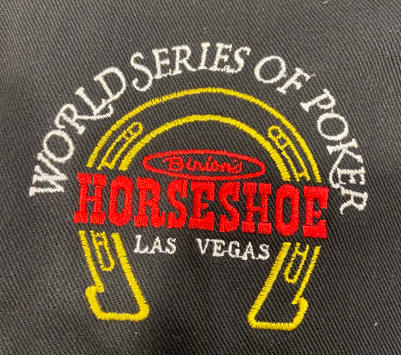 WORLD SERIES OF POKER
Binion's
HORSESHOE
LAS VEGAS